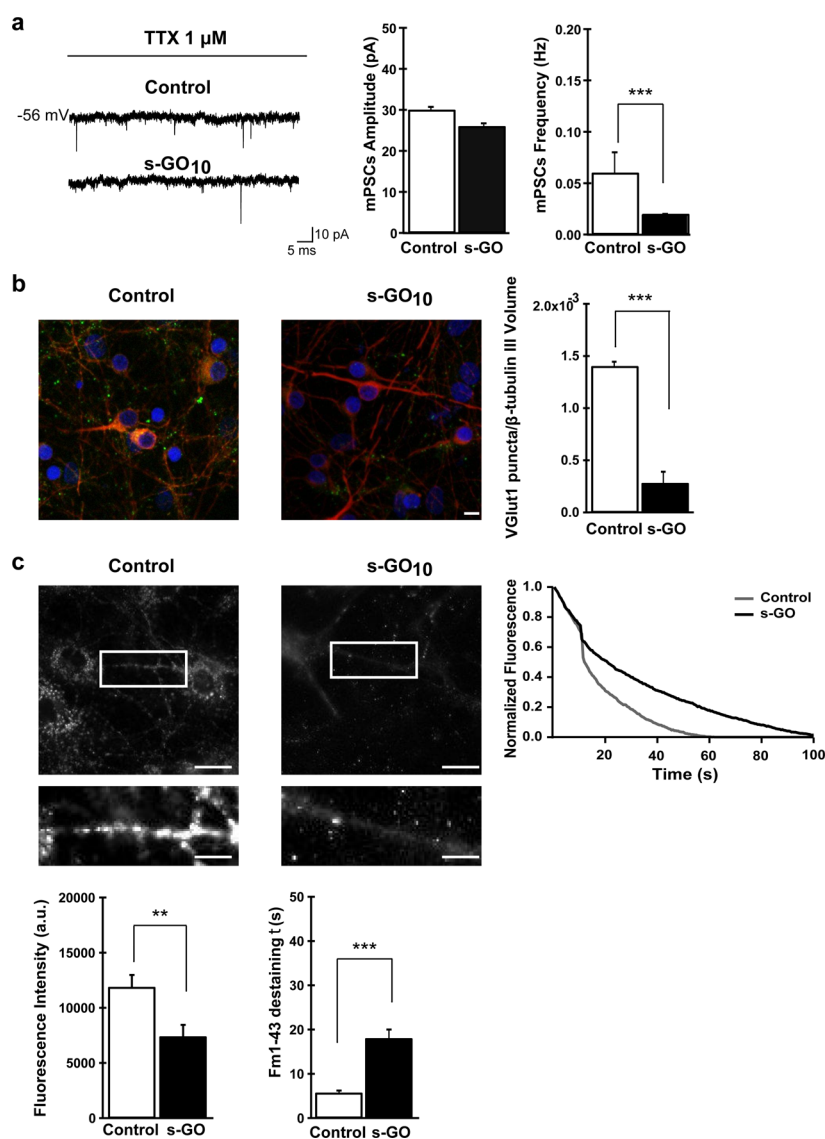 a
TTX 1 µM
Control
-56 mV
s-GO10
10 pA
5 ms
mPSCs Amplitude (pA)
50
40
30
20
10
0
Control s-GO
mPSCs Frequency (Hz)
0.20
0.15
0.10
0.05
0.00
***
Control s-GO
b
Control
s-GO10
VGlut1 puncta/β-tubulin III Volume
2.0x10-3
1.5
1.0
0.5
0.0
***
Control s-GO
c
Control
s-GO10
Normalized Fluorescence
1.0
0.8
0.6
0.4
0.2
0.0
Control
s-GO
20 40 60 80 100
Time (s)
Fluorescence Intensity (a.u.)
20000
15000
10000
5000
0
**
Control s-GO
Fm1-43 destaining t (s)
50
40
30
20
10
0
***
Control s-GO